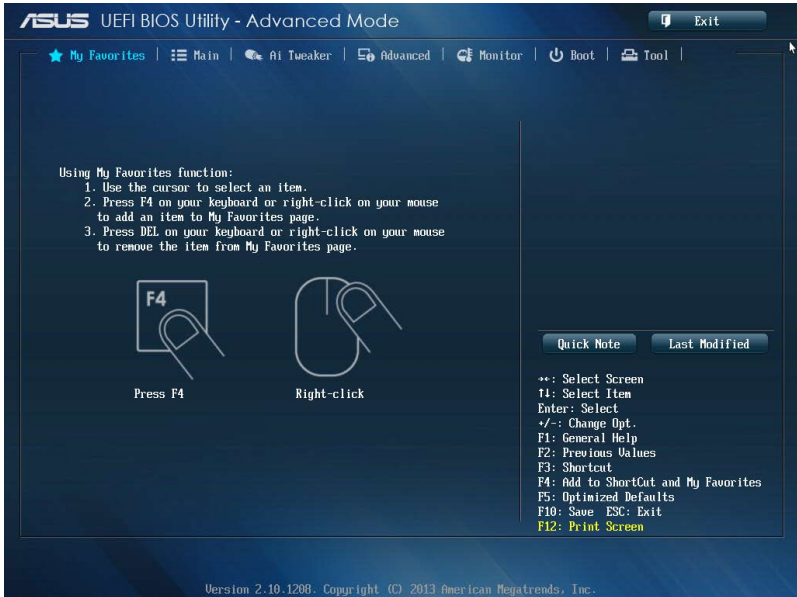 ASUS UEFI BIOS Utility - Advanced Mode
Exit
My Favorites | Main | Ai Tweaker | Advanced | Monitor | Boot | Tool |
Using My Favorites function:
1. Use the cursor to select an item.
2. Press F4 on your keyboard or right-click on your mouse
to add an item to My Favorites page.
3. Press DEL on your keyboard or right-click on your mouse
to remove the item from My Favorites page.
F4
Press F4
Right-click
Quick Note
Last Modified
→←: Select Screen
↑↓: Select Item
Enter: Select
+/-: Change Opt.
F1: General Help
F2: Previous Values
F3: Shortcut
F4: Add to ShortCut and My Favorites
F5: Optimized Defaults
F10: Save ESC: Exit
F12: Print Screen
Version 2.10.1208. Copyright (C) 2013 American Megatrends, Inc.